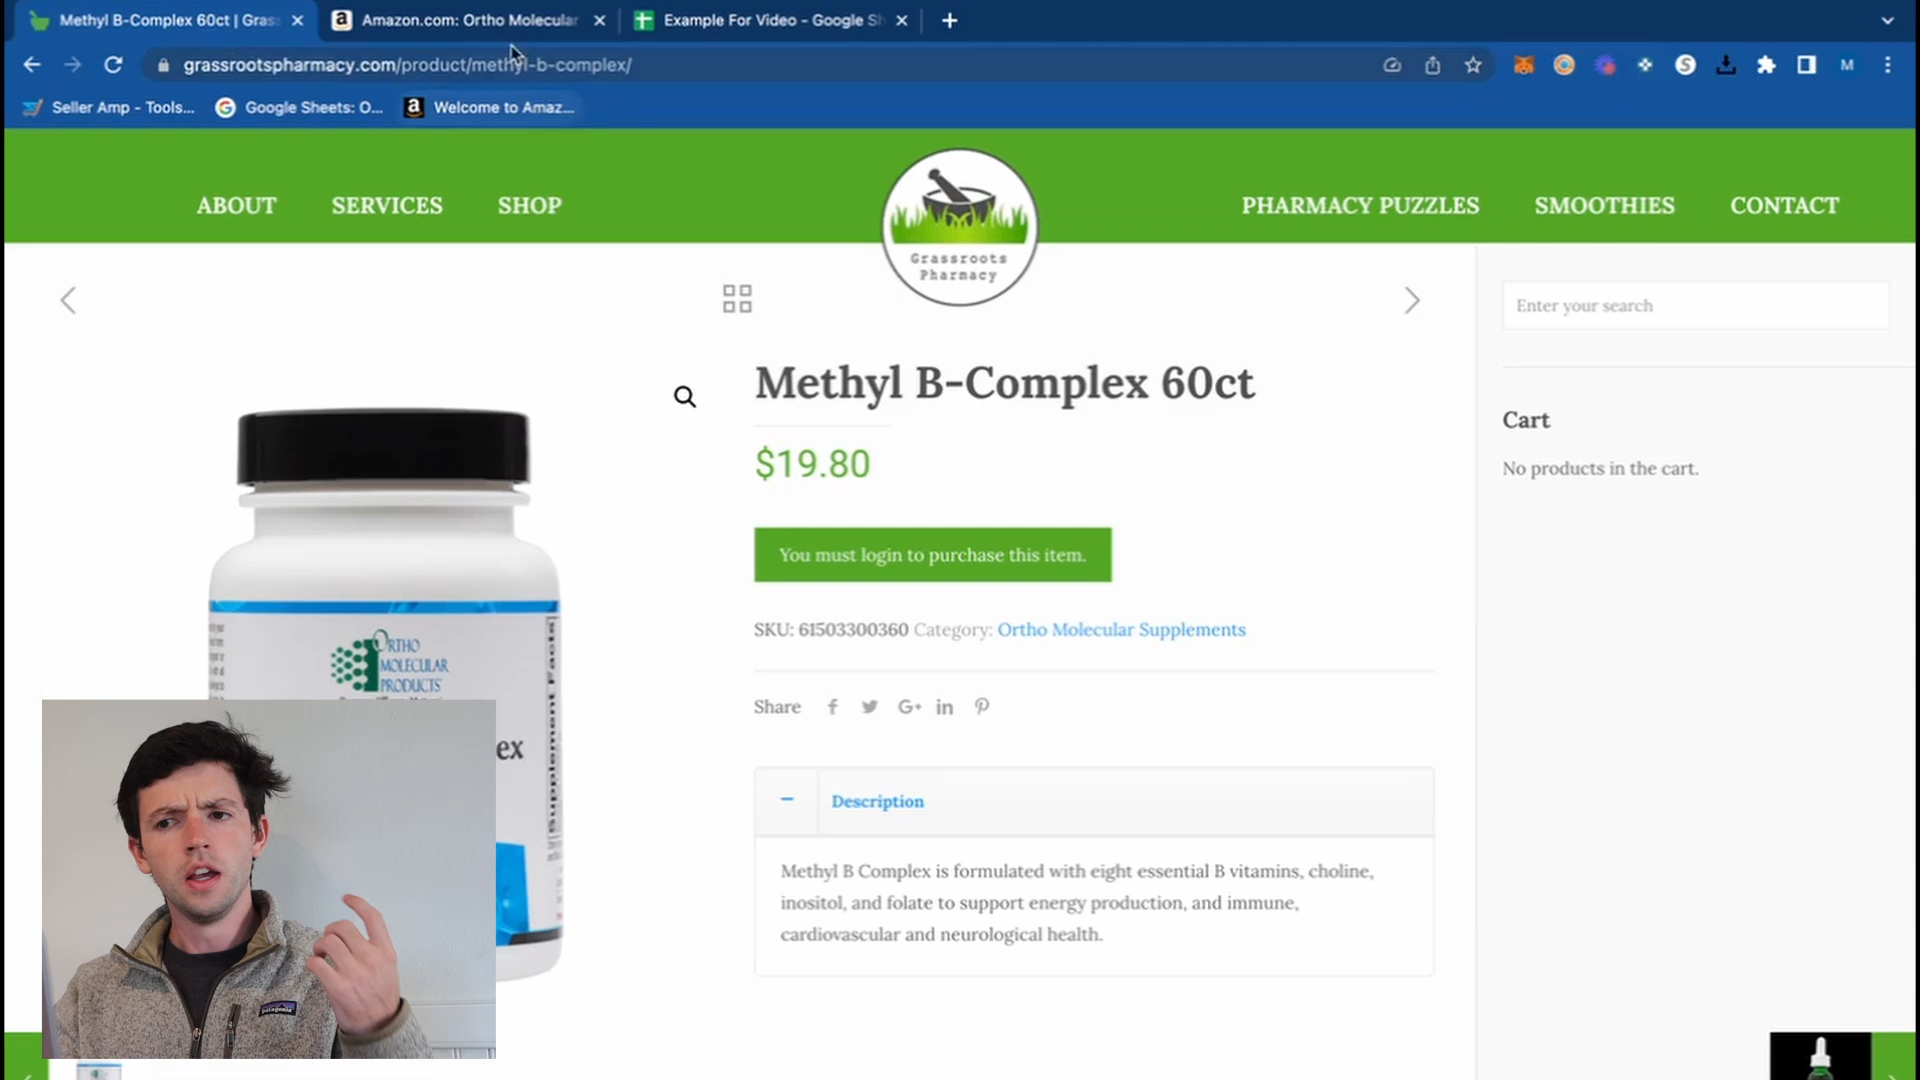 Methyl B-Complex 60ct | Gras
Amazon.com: Ortho Molecular
Example For Video - Google Sh
grassrootspharmacy.com/product/methyl-b-complex/
M
Seller Amp - Tools...
Google Sheets: O...
Welcome to Amaz...
ABOUT
SERVICES
SHOP
Grassroots
Pharmacy
PHARMACY PUZZLES
SMOOTHIES
CONTACT
Enter your search
Methyl B-Complex 60ct
$19.80
You must login to purchase this item.
SKU: 61503300360 Category: Ortho Molecular Supplements
Share
Cart
No products in the cart.
ORTHO
MOLECULAR
PRODUCTS
ex
Supplement Facts
Description
Methyl B Complex is formulated with eight essential B vitamins, choline,
inositol, and folate to support energy production, and immune,
cardiovascular and neurological health.
patagonia